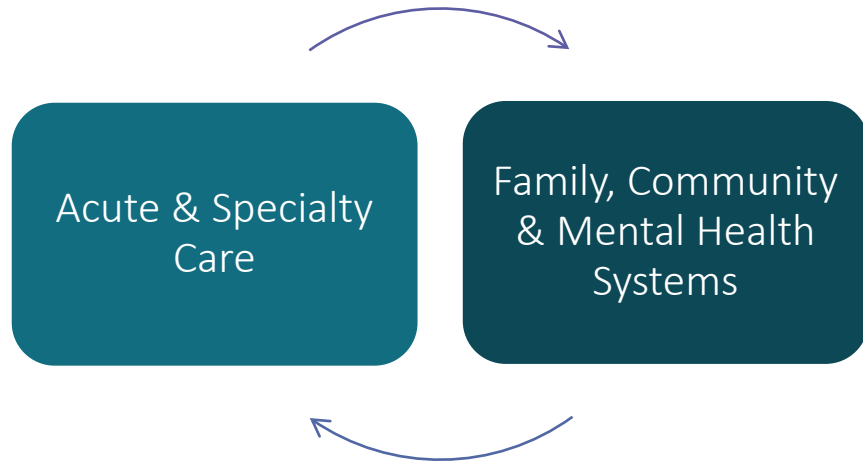 Acute & Specialty
Care
Family, Community
& Mental Health
Systems